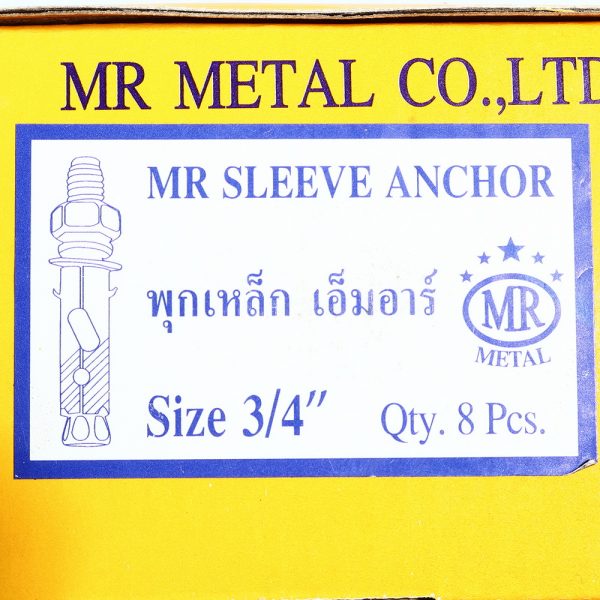 MR METAL CO.,LTD
MR SLEEVE ANCHOR
พุกเหล็ก เอ็มอาร์
MR
METAL
Size 3/4" Qty. 8 Pcs.